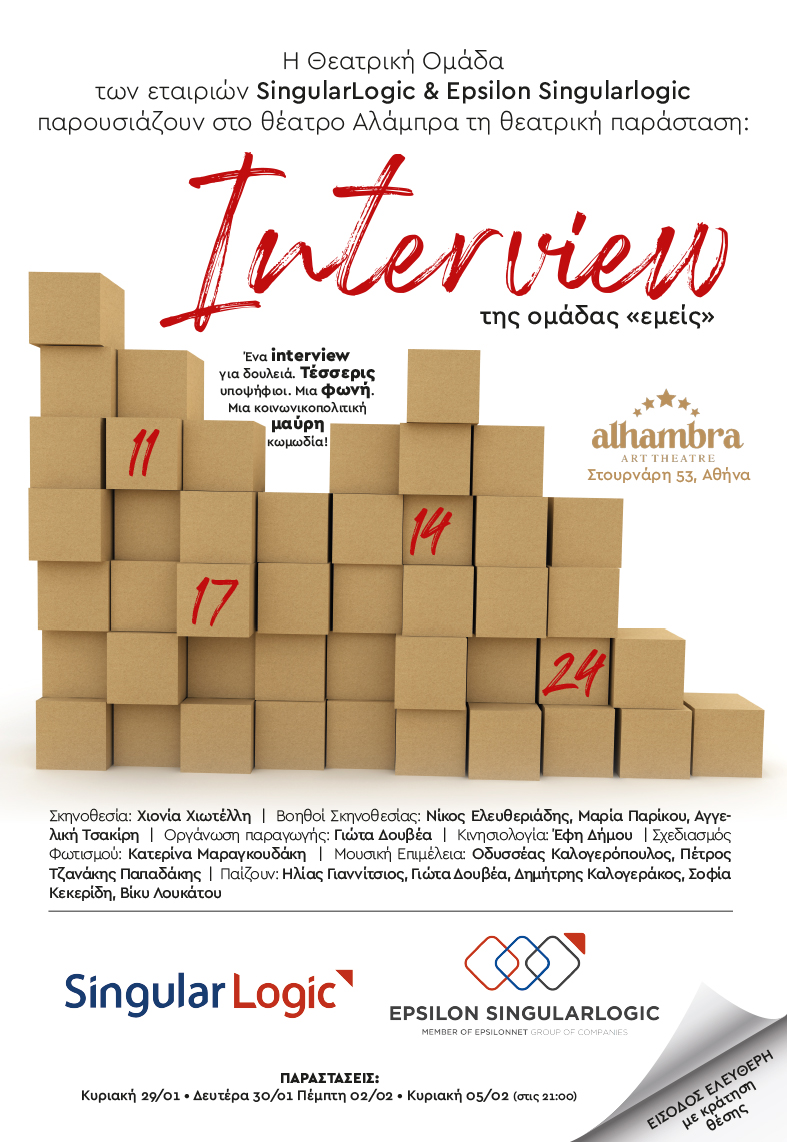 Η Θεατρική Ομάδα
των εταιριών SingularLogic & Epsilon Singularlogic
παρουσιάζουν στο θέατρο Αλάμπρα τη θεατρική παράσταση:
Interview
της ομάδας «εμείς»
Ένα interview
για δουλειά. Τέσσερις
υποψήφιοι. Μια φωνή.
Μια κοινωνικοπολιτική
μαύρη
κωμωδία!
alhambra
ART THEATRE
Στουρνάρη 53, Αθήνα
11
14
17
24
Σκηνοθεσία: Χιονία Χιωτέλλη | Βοηθοί Σκηνοθεσίας: Νίκος Ελευθεριάδης, Μαρία Παρίκου, Αγγε-
λική Τσακίρη | Οργάνωση παραγωγής: Γιώτα Δουβέα | Κινησιολογία: Έφη Δήμου | Σχεδιασμός
Φωτισμού: Κατερίνα Μαραγκουδάκη | Μουσική Επιμέλεια: Οδυσσέας Καλογερόπουλος, Πέτρος
Τζανάκης Παπαδάκης | Παίζουν: Ηλίας Γιαννίτσιος, Γιώτα Δουβέα, Δημήτρης Καλογεράκος, Σοφία
Κεκερίδη, Βίκυ Λουκάτου
SingularLogic
EPSILON SINGULARLOGIC
MEMBER OF EPSILONNET GROUP OF COMPANIES
ΠΑΡΑΣΤΑΣΕΙΣ:
Κυριακή 29/01 • Δευτέρα 30/01 Πέμπτη 02/02 • Κυριακή 05/02 (στις 21:00)
ΕΙΣΟΔΟΣ ΕΛΕΥΘΕΡΗ
με κράτηση
θέσης